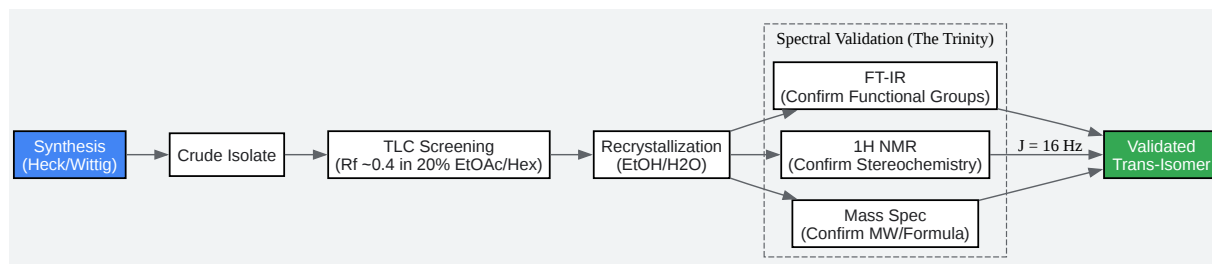 Spectral Validation (The Trinity)
FT-IR
(Confirm Functional Groups)
Synthesis
(Heck/Wittig)
Crude Isolate
TLC Screening
(Rf ~0.4 in 20% EtOAc/Hex)
Recrystallization
(EtOH/H2O)
1H NMR
(Confirm Stereochemistry)
J = 16 Hz
Validated
Trans-Isomer
Mass Spec
(Confirm MW/Formula)